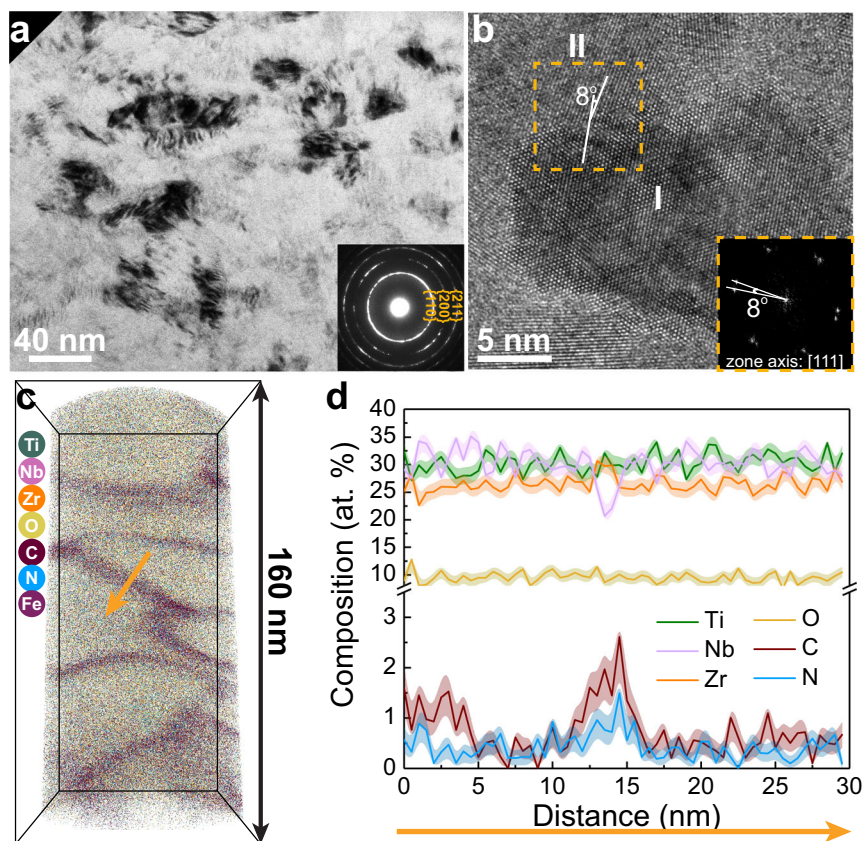 a
40 nm
{110}
{200}
{211}
b
II
8°
I
5 nm
8°
zone axis: [111]
c
Ti
Nb
Zr
O
C
N
Fe
160 nm
d
Composition (at. %)
40
35
30
25
20
15
10
3
2
1
0
Ti
Nb
Zr
O
C
N
0 5 10 15 20 25 30
Distance (nm)